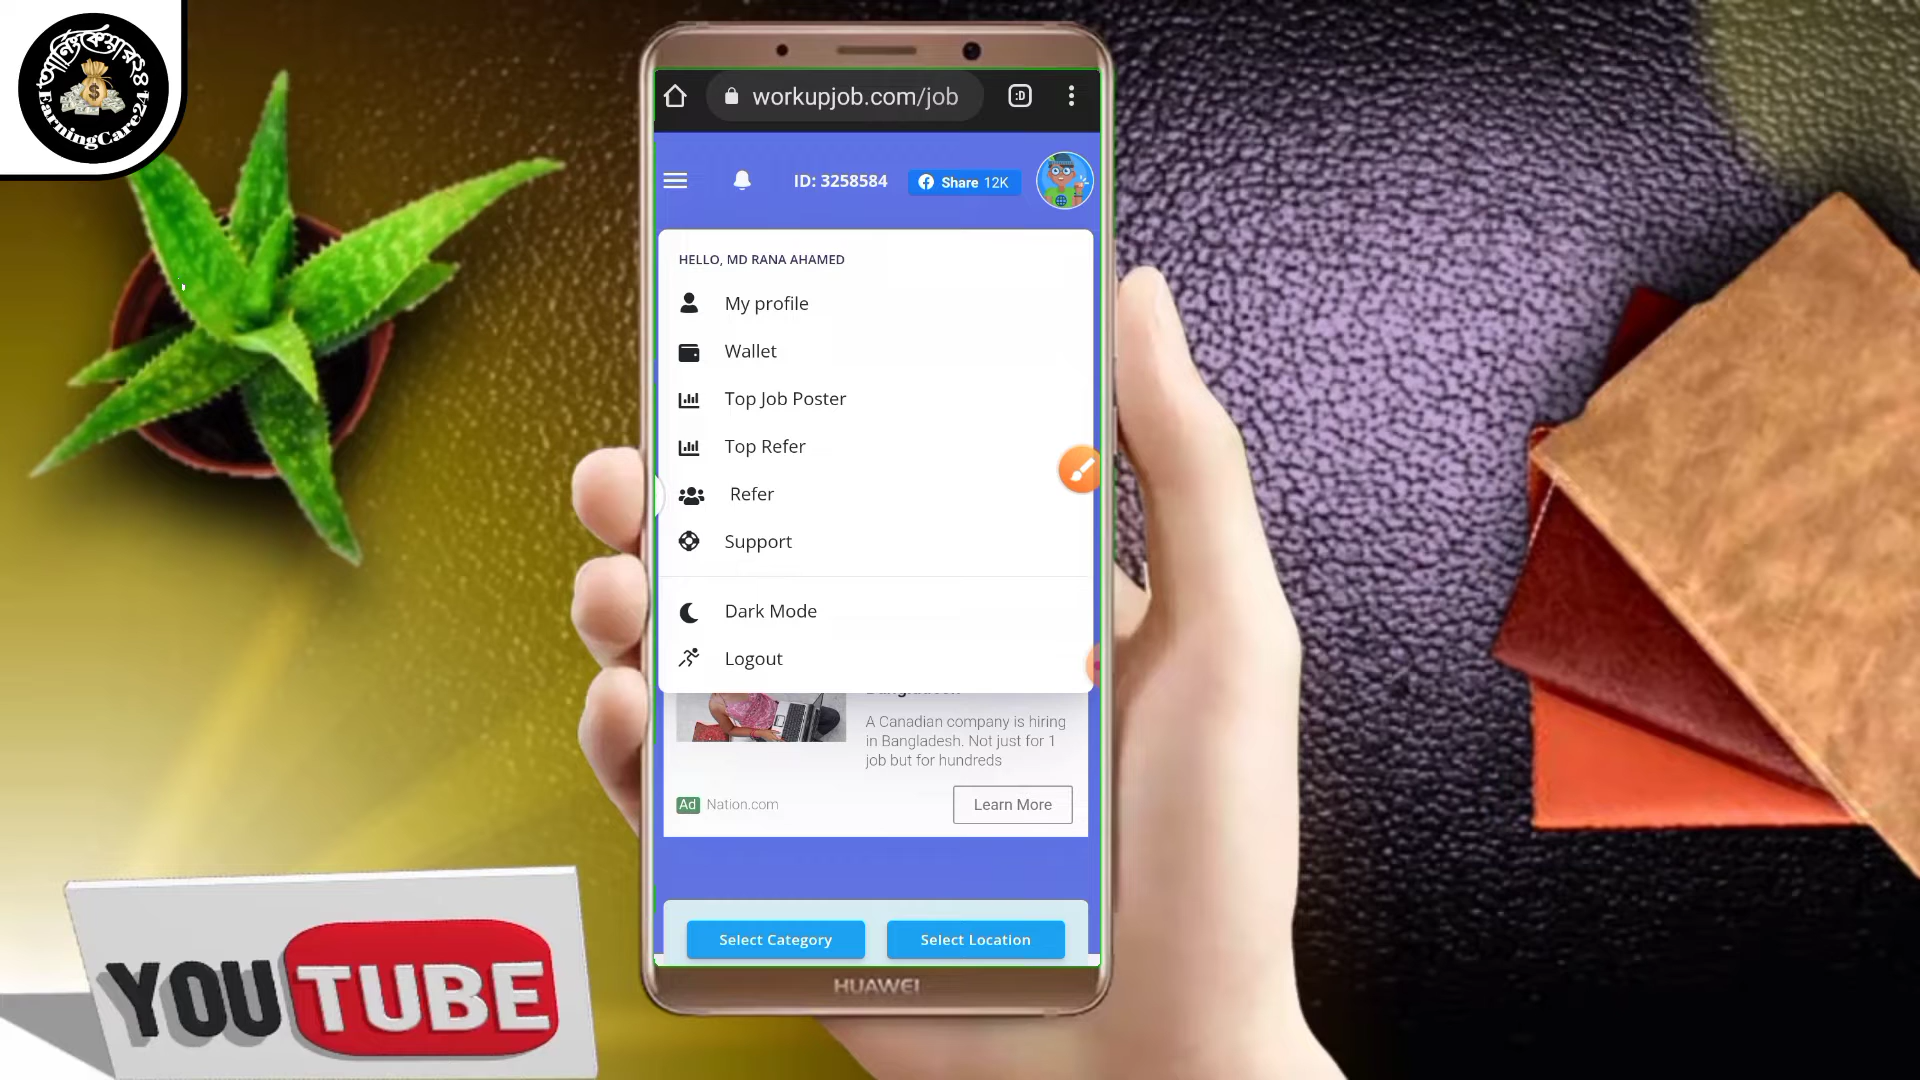 আর্নিংকেয়ার২৪
EarningCare24
workupjob.com/job
:D
ID: 3258584
Share 12K
HELLO, MD RANA AHAMED
My profile
Wallet
Top Job Poster
Top Refer
Refer
Support
Dark Mode
Logout
A Canadian company is hiring
in Bangladesh. Not just for 1
job but for hundreds
Ad Nation.com
Learn More
Select Category
Select Location
HUAWEI
YOUTUBE